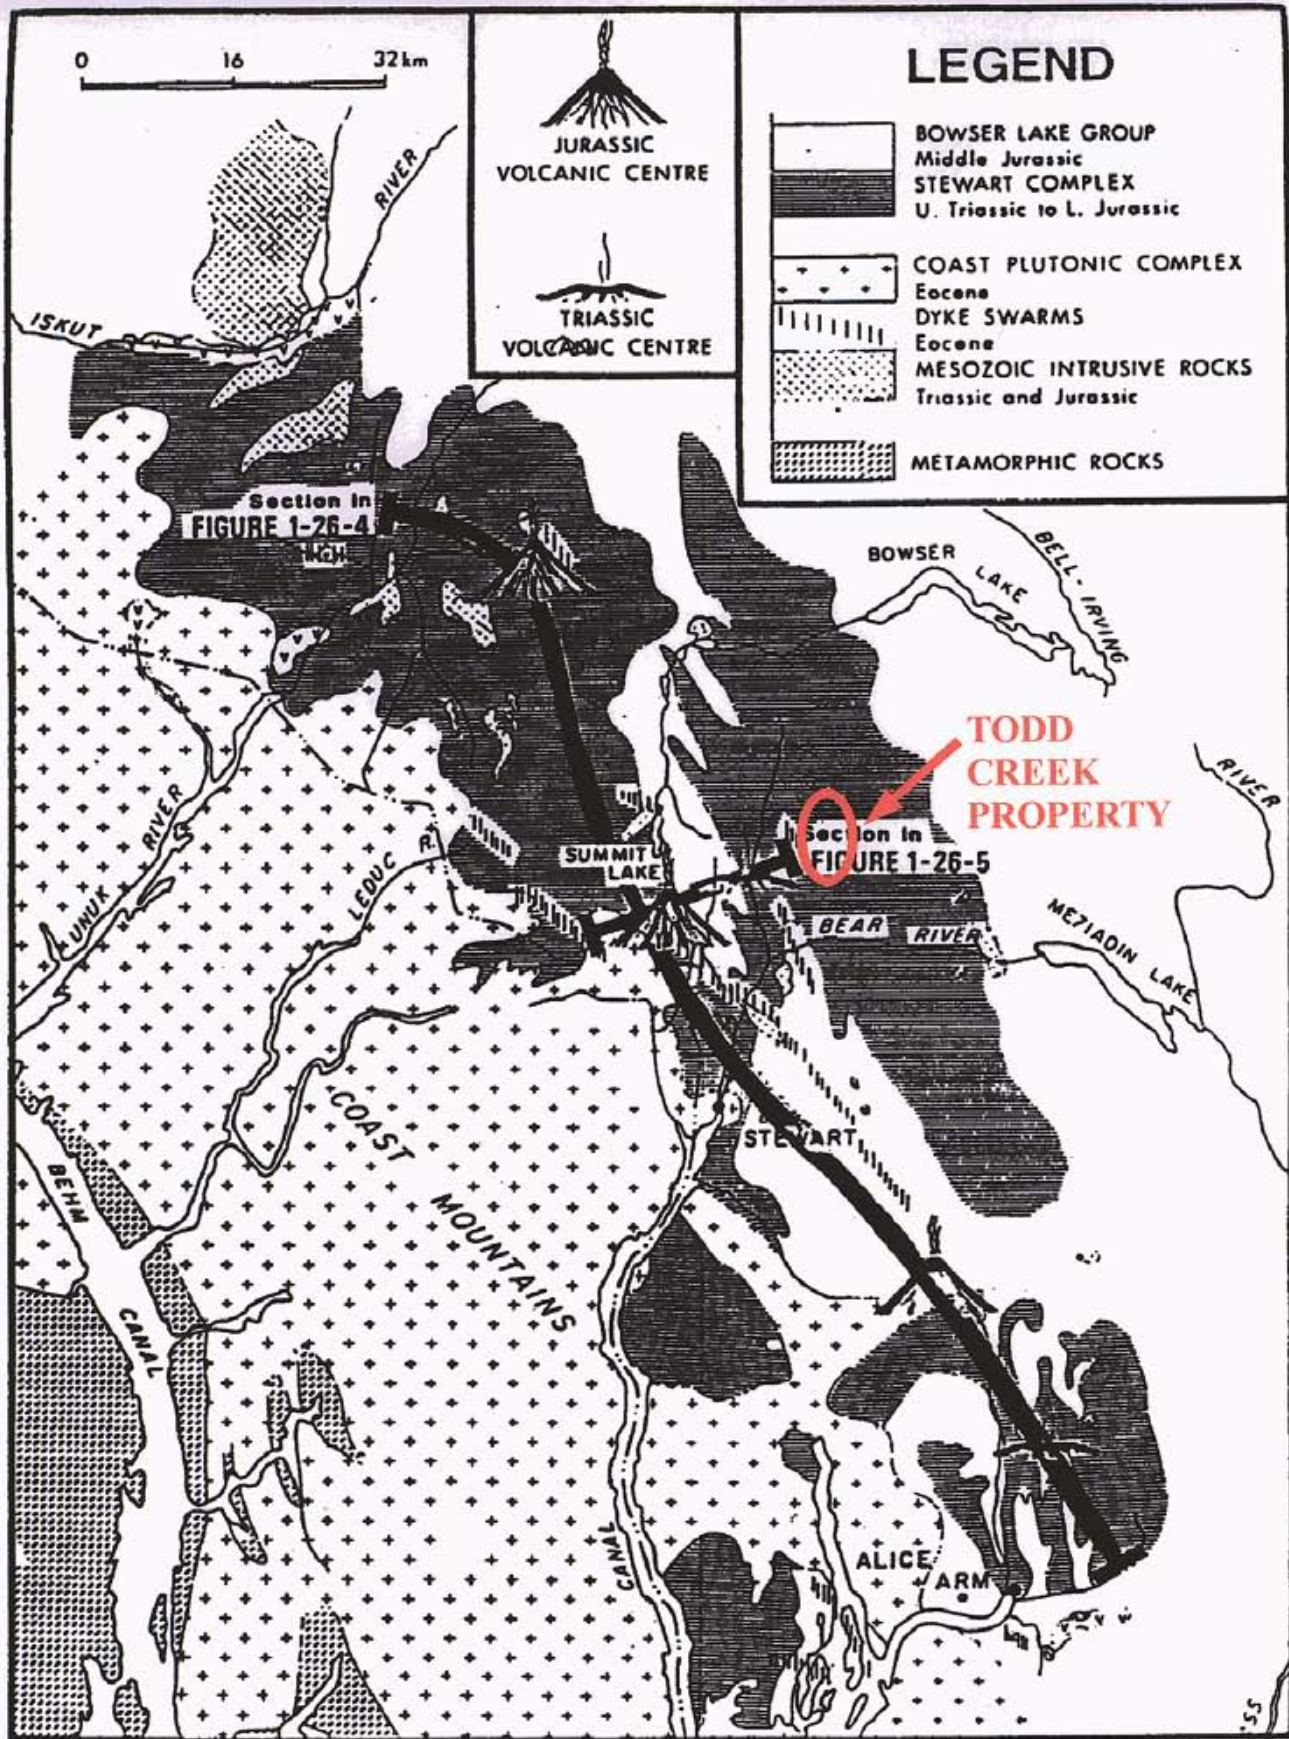 0 16 32 km
JURASSIC
VOLCANIC CENTRE
TRIASSIC
VOLCANIC CENTRE
LEGEND
BOWSER LAKE GROUP
Middle Jurassic
STEWART COMPLEX
U. Triassic to L. Jurassic
COAST PLUTONIC COMPLEX
Eocene
DYKE SWARMS
Eocene
MESOZOIC INTRUSIVE ROCKS
Triassic and Jurassic
METAMORPHIC ROCKS
RIVER
ISKUT
Section In
FIGURE 1-26-4
BOWSER
LAKE
BELL-IRVING
RIVER
TODD
CREEK
PROPERTY
Section In
FIGURE 1-26-5
SUMMIT
LAKE
UNUK
RIVER
LEDUC
R.
BEAR
RIVER
MEZIADIN LAKE
COAST
MOUNTAINS
STEWART
BEHM
CANAL
CANAL
ALICE
ARM